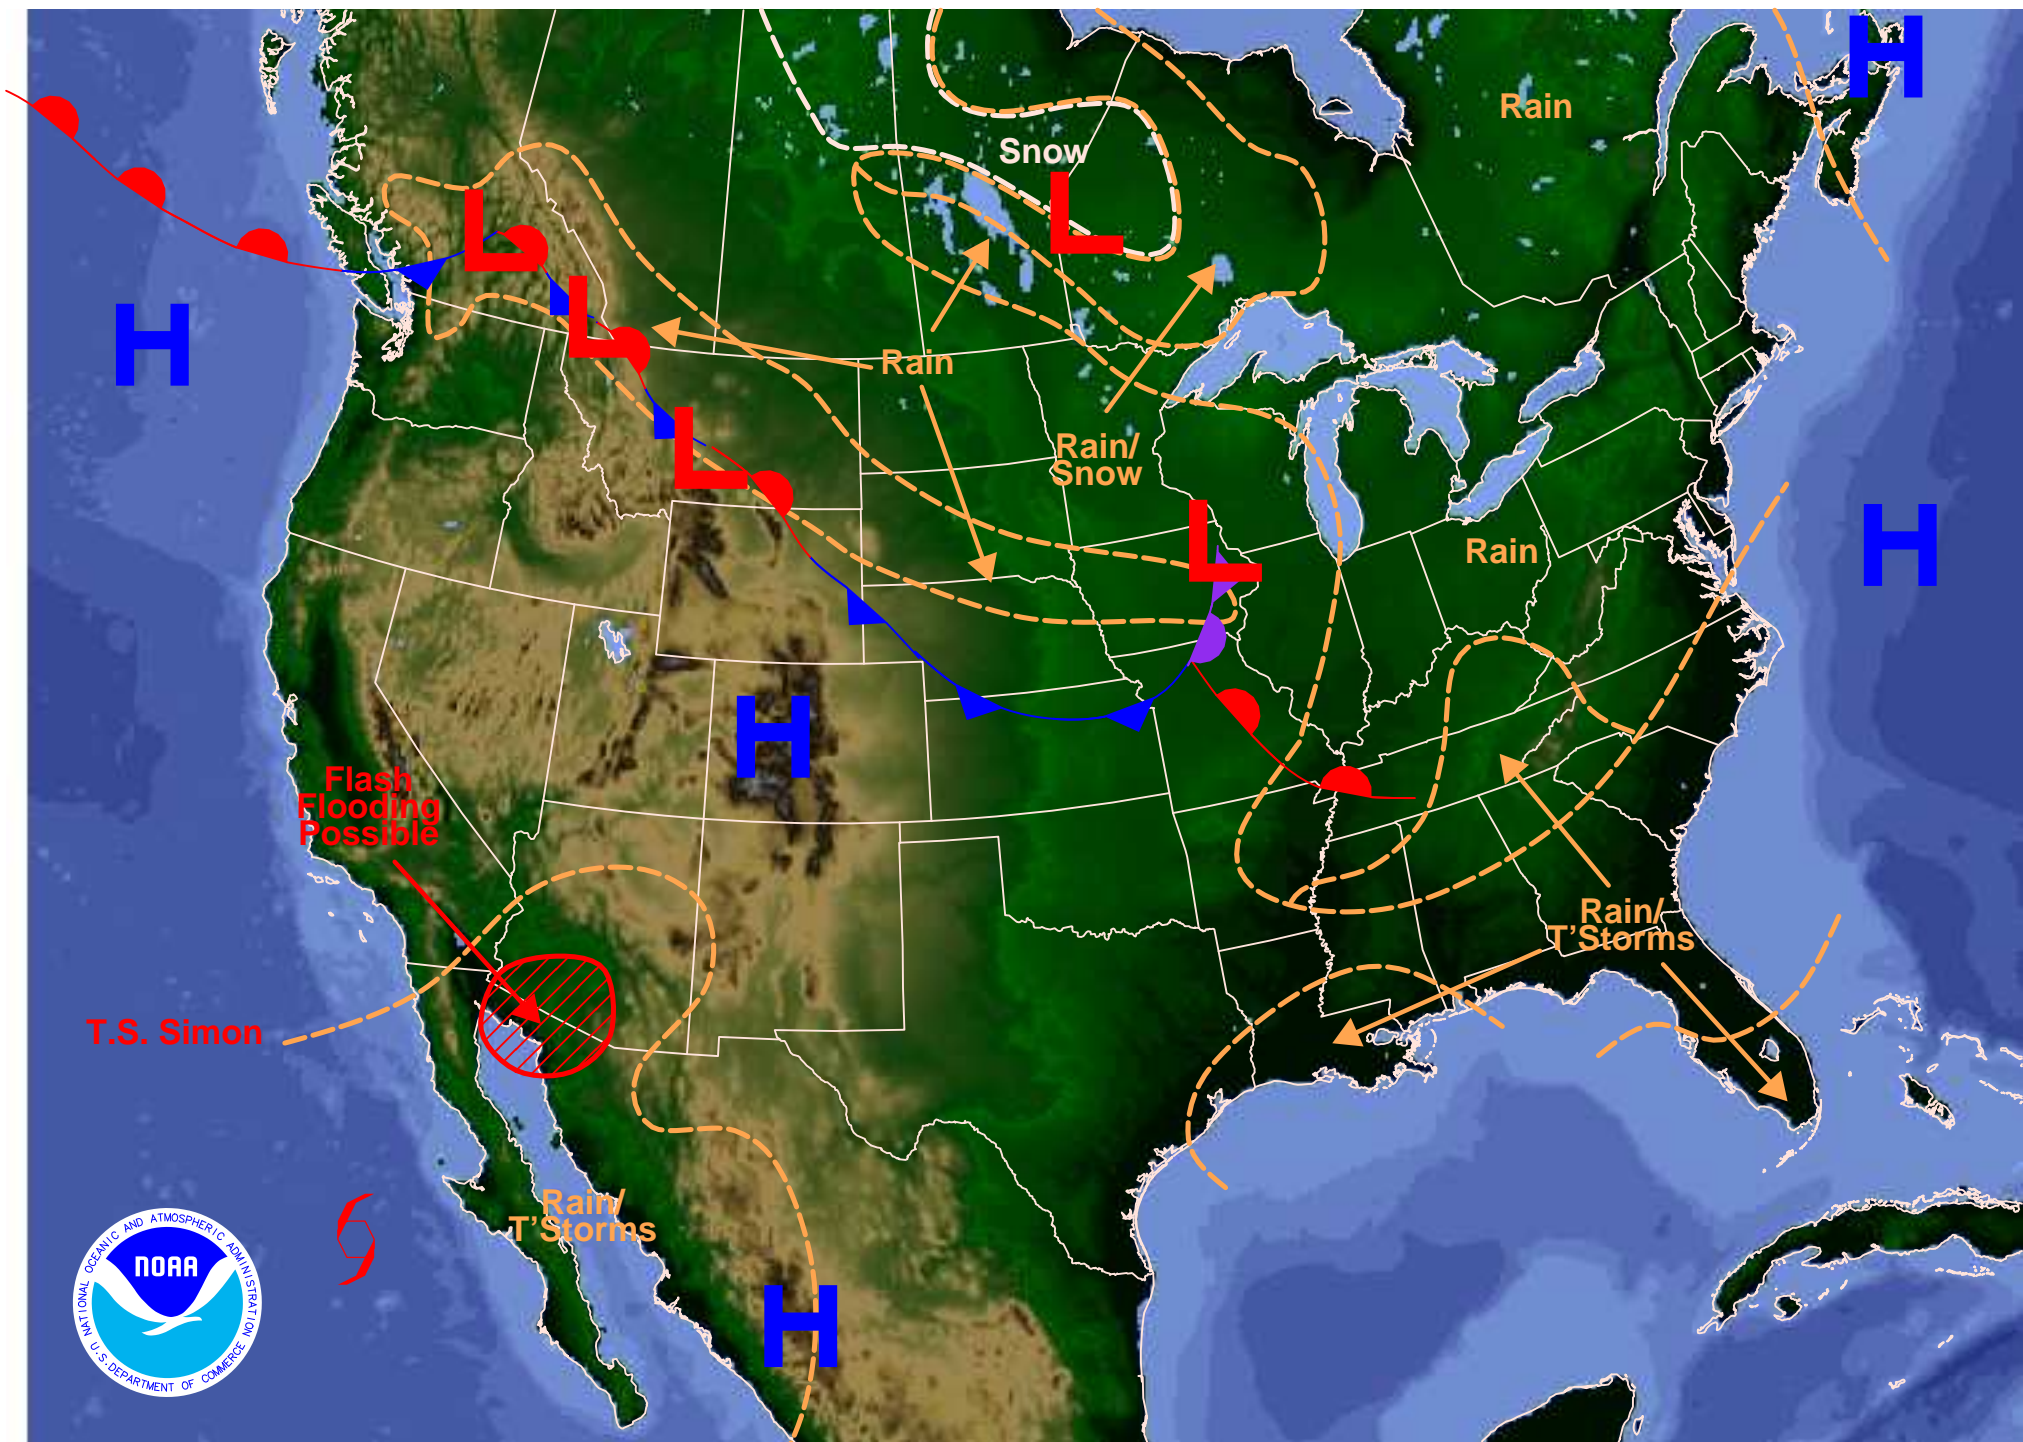 H
Rain
Snow
L
L
H
L
Rain
L
Rain/
Snow
L
Rain
H
H
Flash
Flooding
Possible
Rain/
T'Storms
T.S. Simon
Rain/
T'Storms
H
NOAA
NATIONAL OCEANIC AND ATMOSPHERIC ADMINISTRATION
U.S. DEPARTMENT OF COMMERCE